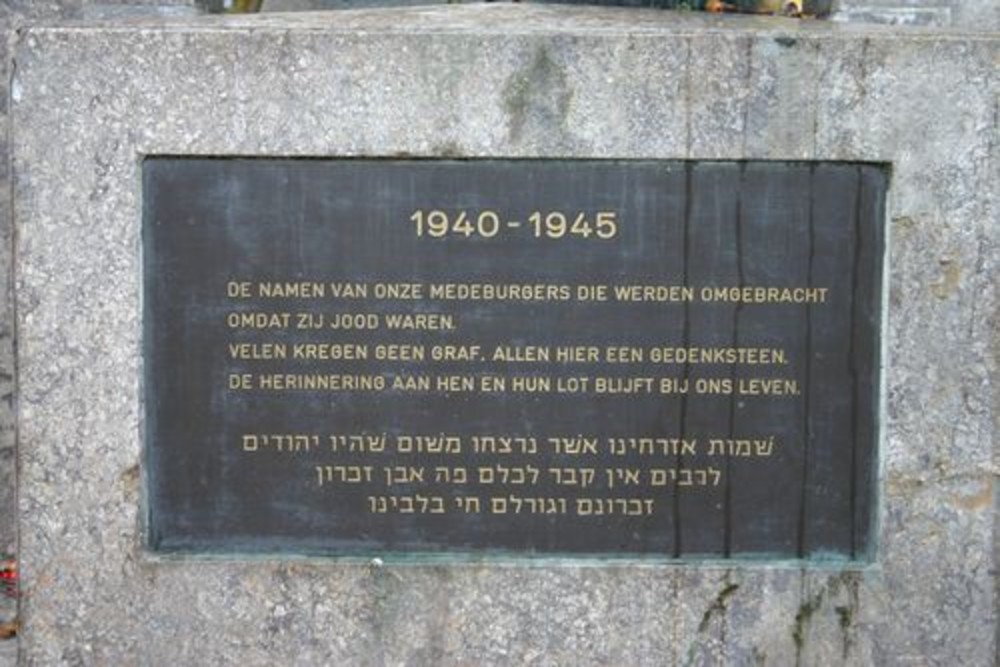 1940-1945
DE NAMEN VAN ONZE MEDEBURGERS DIE WERDEN OMGEBRACHT
OMDAT ZIJ JOOD WAREN.
VELEN KREGEN GEEN GRAF, ALLEN HIER EEN GEDENKSTEEN.
DE HERINNERING AAN HEN EN HUN LOT BLIJFT BIJ ONS LEVEN.
שמות אזרחינו אשר נרצחו משום שהיו יהודים
לרבים אין קבר לכלם פה אבן זכרון
זכרונם וגורלם חי בלבינו